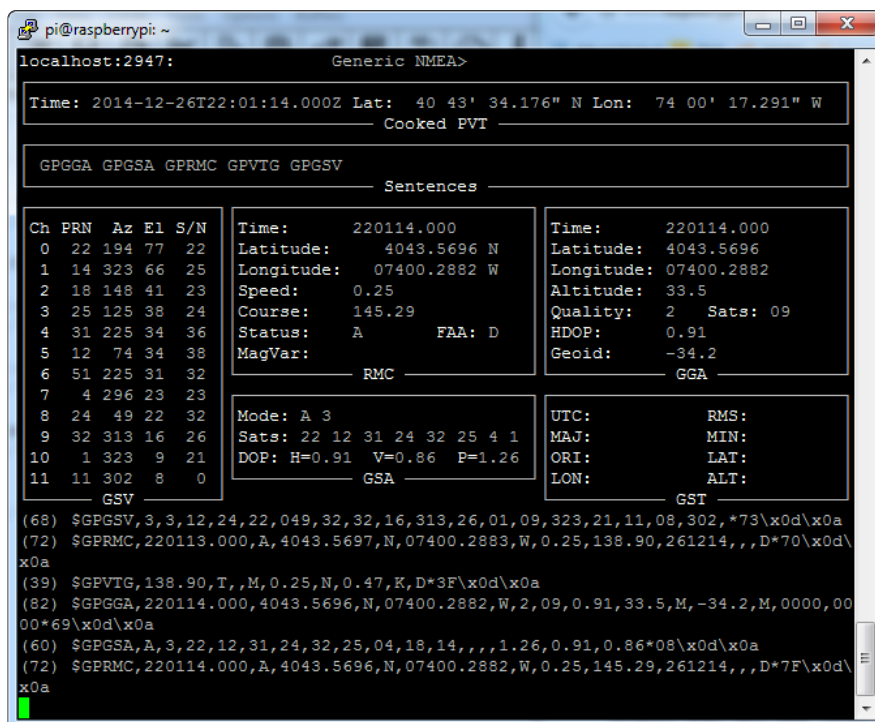 pi@raspberrypi: ~
localhost:2947: Generic NMEA>
Time: 2014-12-26T22:01:14.000Z Lat: 40 43' 34.176" N Lon: 74 00' 17.291" W
Cooked PVT
GPGGA GPGSA GPRMC GPVTG GPGSV
Sentences
Ch PRN Az El S/N
0 22 194 77 22
1 14 323 66 25
2 18 148 41 23
3 25 125 38 24
4 31 225 34 36
5 12 74 34 38
6 51 225 31 32
7 4 296 23 23
8 24 49 22 32
9 32 313 16 26
10 1 323 9 21
11 11 302 8 0
GSV
Time: 220114.000
Latitude: 4043.5696 N
Longitude: 07400.2882 W
Speed: 0.25
Course: 145.29
Status: A FAA: D
MagVar:
RMC
Time: 220114.000
Latitude: 4043.5696
Longitude: 07400.2882
Altitude: 33.5
Quality: 2 Sats: 09
HDOP: 0.91
Geoid: -34.2
GGA
Mode: A 3
Sats: 22 12 31 24 32 25 4 1
DOP: H=0.91 V=0.86 P=1.26
GSA
UTC: RMS:
MAJ: MIN:
ORI: LAT:
LON: ALT:
GST
(68) $GPGSV,3,3,12,24,22,049,32,32,16,313,26,01,09,323,21,11,08,302,*73\x0d\x0a
(72) $GPRMC,220113.000,A,4043.5697,N,07400.2883,W,0.25,138.90,261214,,,D*70\x0d\
x0a
(39) $GPVTG,138.90,T,,M,0.25,N,0.47,K,D*3F\x0d\x0a
(82) $GPGGA,220114.000,4043.5696,N,07400.2882,W,2,09,0.91,33.5,M,-34.2,M,0000,00
00*69\x0d\x0a
(60) $GPGSA,A,3,22,12,31,24,32,25,04,18,14,,,,1.26,0.91,0.86*08\x0d\x0a
(72) $GPRMC,220114.000,A,4043.5696,N,07400.2882,W,0.25,145.29,261214,,,D*7F\x0d\
x0a